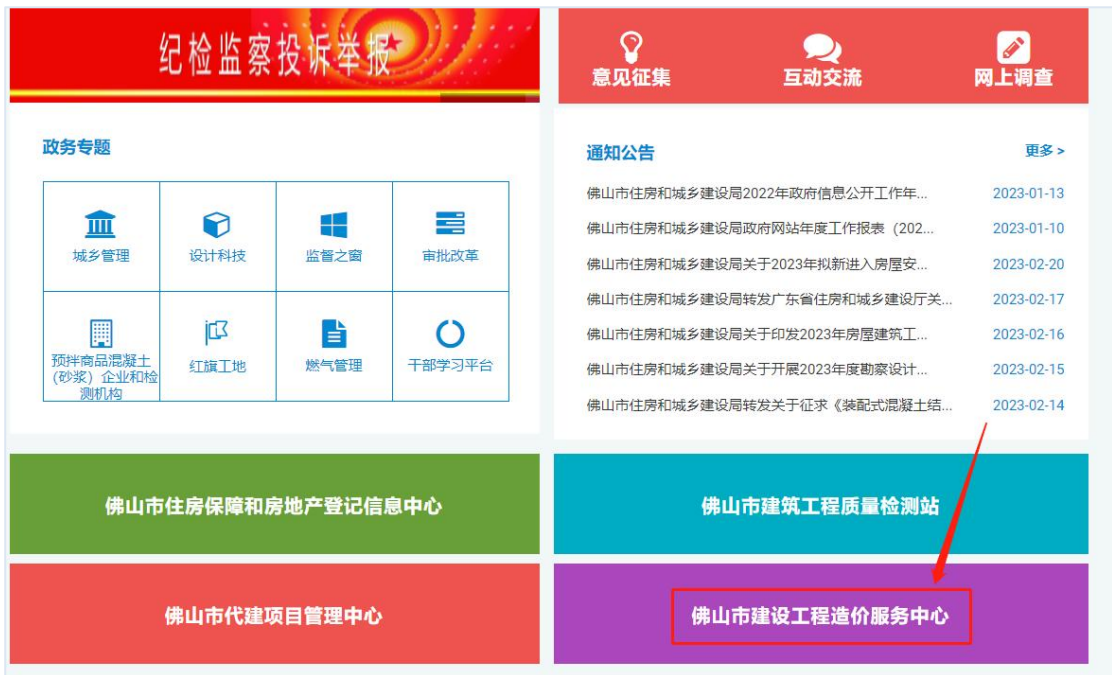 纪检监察投诉举报
意见征集
互动交流
网上调查
政务专题
城乡管理
设计科技
监督之窗
审批改革
预拌商品混凝土
(砂浆)企业和检
测机构
红旗工地
燃气管理
干部学习平台
通知公告
更多 >
佛山市住房和城乡建设局2022年政府信息公开工作年... 2023-01-13
佛山市住房和城乡建设局政府网站年度工作报表（202... 2023-01-10
佛山市住房和城乡建设局关于2023年拟新进入房屋安... 2023-02-20
佛山市住房和城乡建设局转发广东省住房和城乡建设厅关... 2023-02-17
佛山市住房和城乡建设局关于印发2023年房屋建筑工... 2023-02-16
佛山市住房和城乡建设局关于开展2023年度勘察设计... 2023-02-15
佛山市住房和城乡建设局转发关于征求《装配式混凝土结... 2023-02-14
佛山市住房保障和房地产登记信息中心
佛山市建筑工程质量检测站
佛山市代建项目管理中心
佛山市建设工程造价服务中心